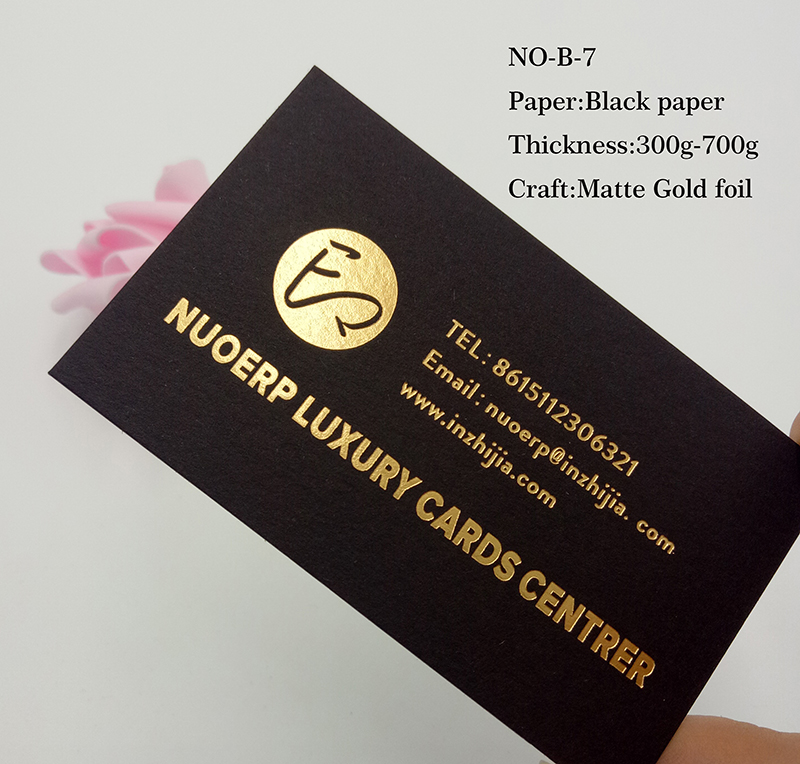 NO-B-7
Paper:Black paper
Thickness:300g-700g
Craft:Matte Gold foil
TEL: 8615112306321
Email: nuoerp@inzhijia. com
www.inzhijia.com
NUOERP LUXURY CARDS CENTRER